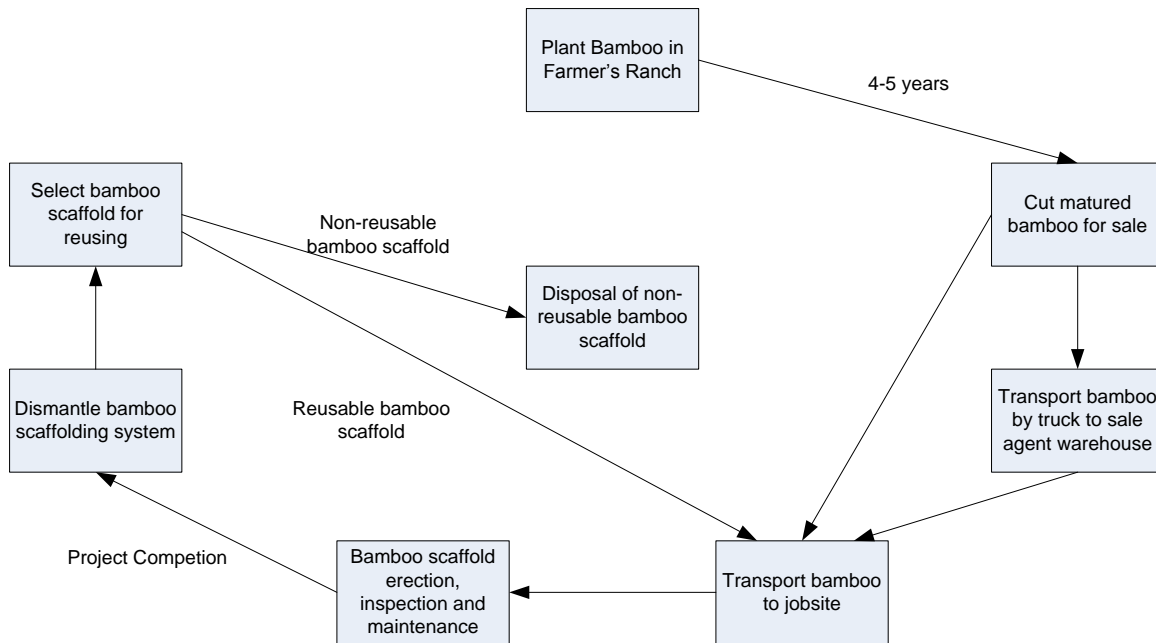 Plant Bamboo in
Farmer's Ranch
4-5 years
Select bamboo
scaffold for
reusing
Non-reusable
bamboo scaffold
Cut matured
bamboo for sale
Disposal of non-
reusable bamboo
scaffold
Dismantle bamboo
scaffolding system
Reusable bamboo
scaffold
Transport bamboo
by truck to sale
agent warehouse
Project Competion
Bamboo scaffold
erection,
inspection and
maintenance
Transport bamboo
to jobsite